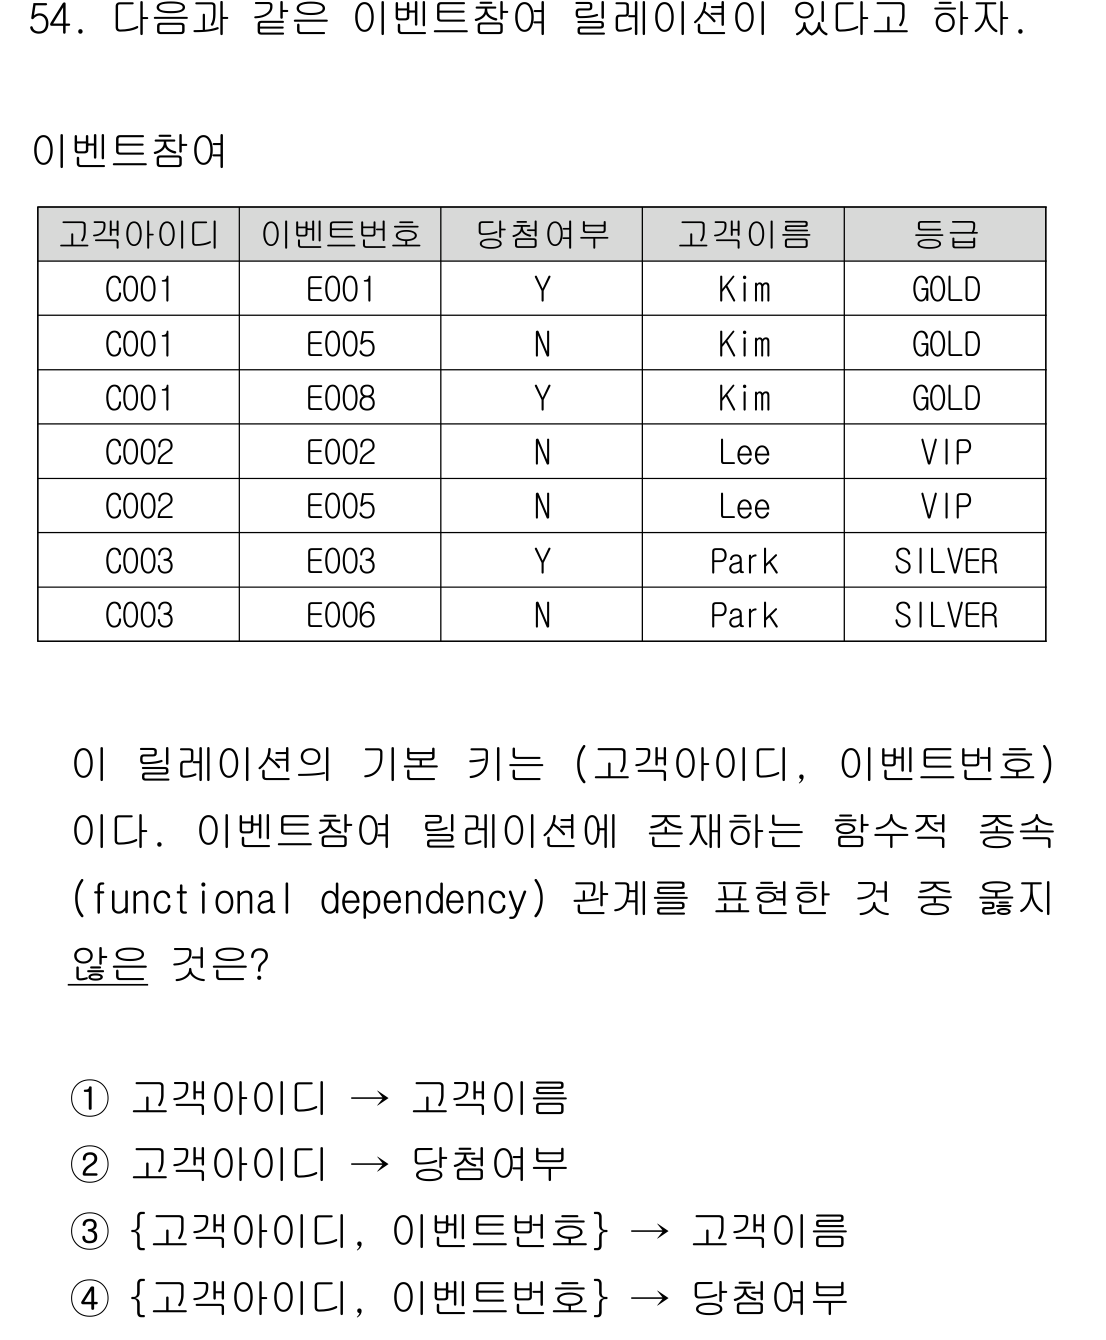 54. 다음과 같은 이벤트참여 릴레이션이 있다고 하자.
이벤트참여
고객아이디 이벤트번호 당첨여부 고객이름 등급
C001 E001 Y Kim GOLD
C001 E005 N Kim GOLD
C001 E008 Y Kim GOLD
C002 E002 N Lee VIP
C002 E005 N Lee VIP
C003 E003 Y Park SILVER
C003 E006 N Park SILVER
이 릴레이션의 기본 키는 (고객아이디, 이벤트번호)
이다. 이벤트참여 릴레이션에 존재하는 함수적 종속
(functional dependency) 관계를 표현한 것 중 옳지
않은 것은?
① 고객아이디 → 고객이름
② 고객아이디 → 당첨여부
③ {고객아이디, 이벤트번호} → 고객이름
④ {고객아이디, 이벤트번호} → 당첨여부